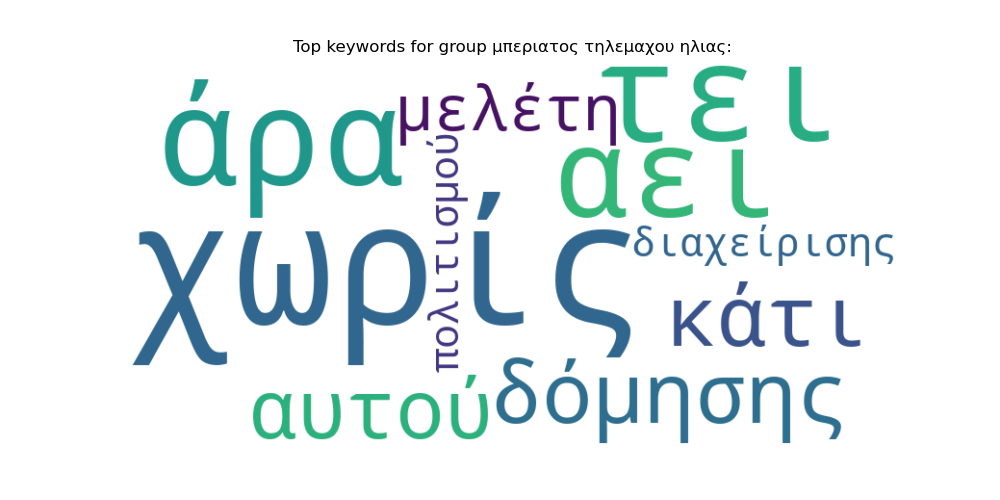 Top keywords for group μπεριατος τηλεμαχου ηλιας:
άρα
μελέτη
τει
αει
πολιτισμού
χωρίς
διαχείρισης
κάτι
αυτού
δόμησης